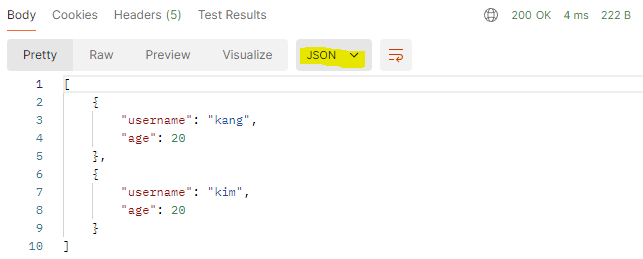 Body Cookies Headers (5) Test Results 200 OK 4 ms 222 B
Pretty Raw Preview Visualize JSON
1 [
2 {
3 "username": "kang",
4 "age": 20
5 },
6 {
7 "username": "kim",
8 "age": 20
9 }
10 ]